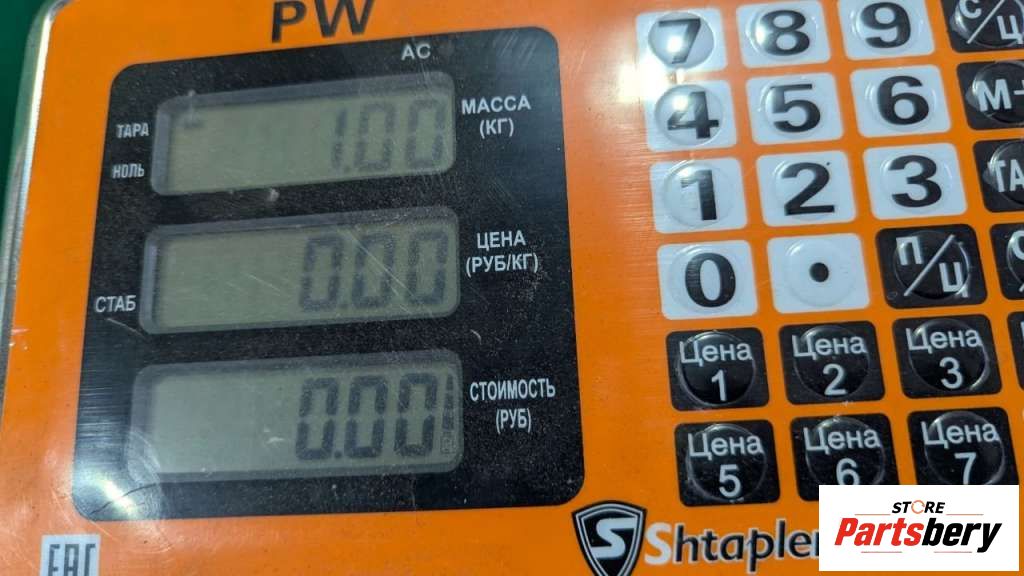 PW
AC
ТАРА
НОЛЬ
- 1.00
МАССА
(КГ)
СТАБ
0.00
ЦЕНА
(РУБ/КГ)
0.00
СТОИМОСТЬ
(РУБ)
7 8 9 С/Ц
4 5 6 М-
1 2 3 ТА
0 . П/Ц
Цена 1
Цена 2
Цена 3
Цена 5
Цена 6
Цена 7
S Shtapler
EAC
STORE
Partsbery